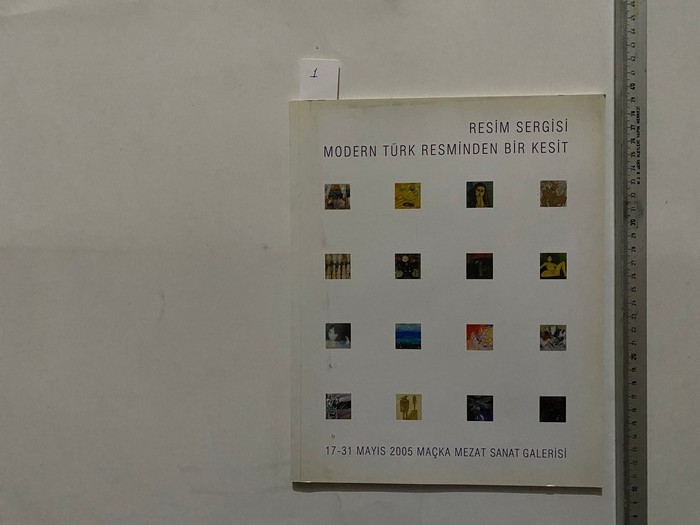 1
RESİM SERGİSİ
MODERN TÜRK RESMİNDEN BİR KESİT
17-31 MAYIS 2005 MAÇKA MEZAT SANAT GALERİSİ